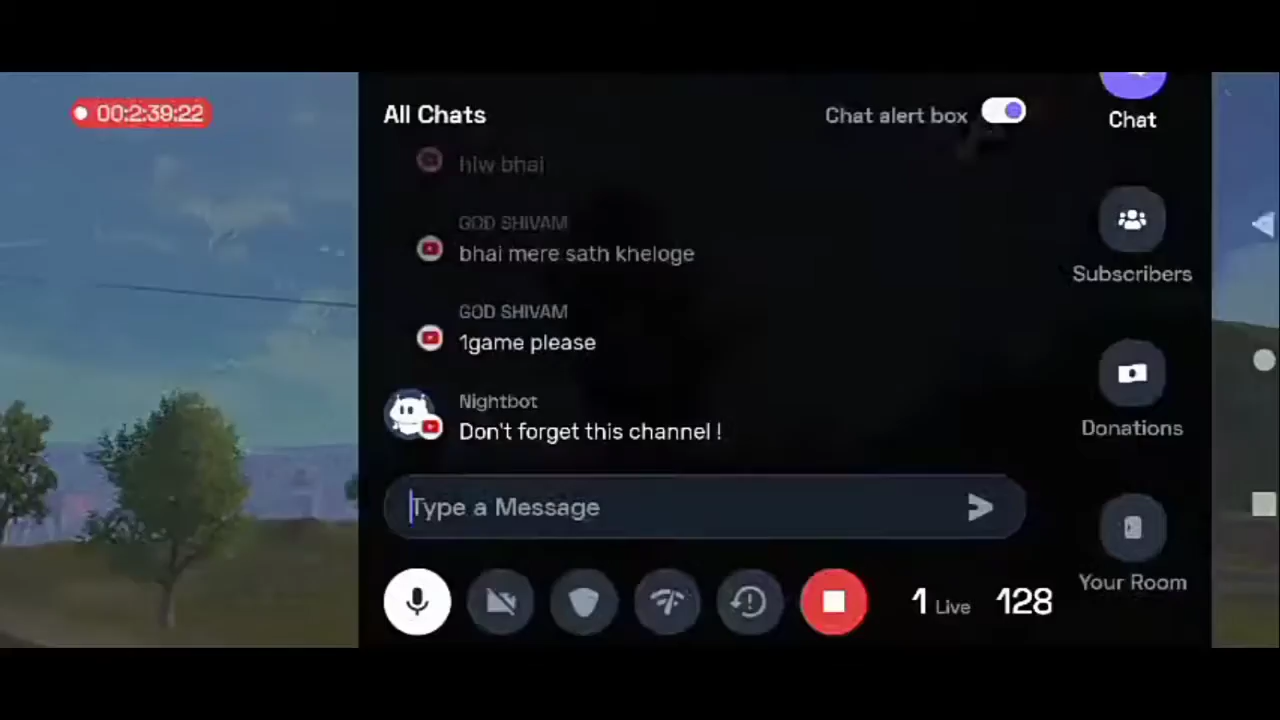 00:2:39:22
All Chats
Chat alert box
Chat
hlw bhai
GOD SHIVAM
bhai mere sath kheloge
Subscribers
GOD SHIVAM
1game please
Nightbot
Don't forget this channel !
Donations
Type a Message
Your Room
1 Live 128